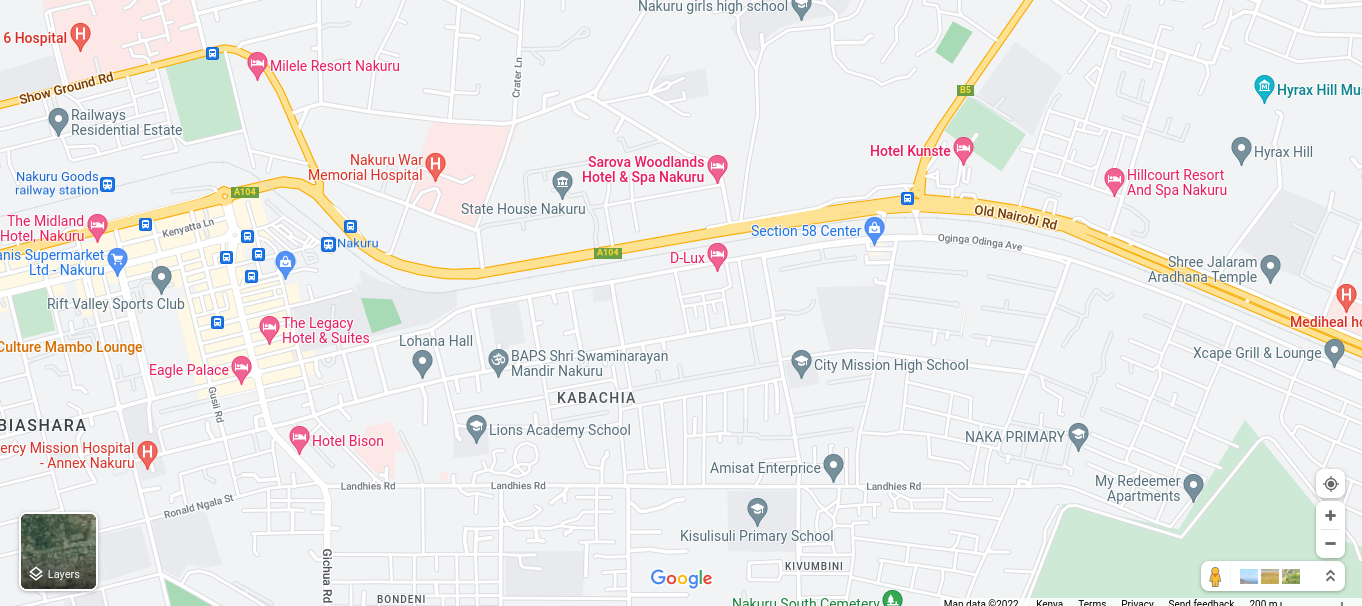 Nakuru girls high school
6 Hospital
Milele Resort Nakuru
Show Ground Rd
Crater Ln
B5
Hyrax Hill Mu
Railways
Residential Estate
Nakuru War
Memorial Hospital
Sarova Woodlands
Hotel & Spa Nakuru
Hotel Kunste
Hyrax Hill
Nakuru Goods
railway station
A104
State House Nakuru
Hillcourt Resort
And Spa Nakuru
The Midland
Hotel, Nakuru
Kenyatta Ln
Nakuru
Old Nairobi Rd
Section 58 Center
Oginga Odinga Ave
anis Supermarket
Ltd - Nakuru
A104
D-Lux
Shree Jalaram
Aradhana Temple
Rift Valley Sports Club
The Legacy
Hotel & Suites
Mediheal ho
Culture Mambo Lounge
Lohana Hall
BAPS Shri Swaminarayan
Mandir Nakuru
Xcape Grill & Lounge
Eagle Palace
City Mission High School
Gusii Rd
KABACHIA
BIASHARA
Hotel Bison
Lions Academy School
NAKA PRIMARY
ercy Mission Hospital
- Annex Nakuru
Amisat Enterprice
Landhies Rd
Landhies Rd
Landhies Rd
My Redeemer
Apartments
Ronald Ngala St
Kisulisuli Primary School
Gichua Rd
KIVUMBINI
Layers
Google
BONDENI
Nakuru South Cemetery
Map data ©2022 Kenya Terms Privacy Send feedback 200 m